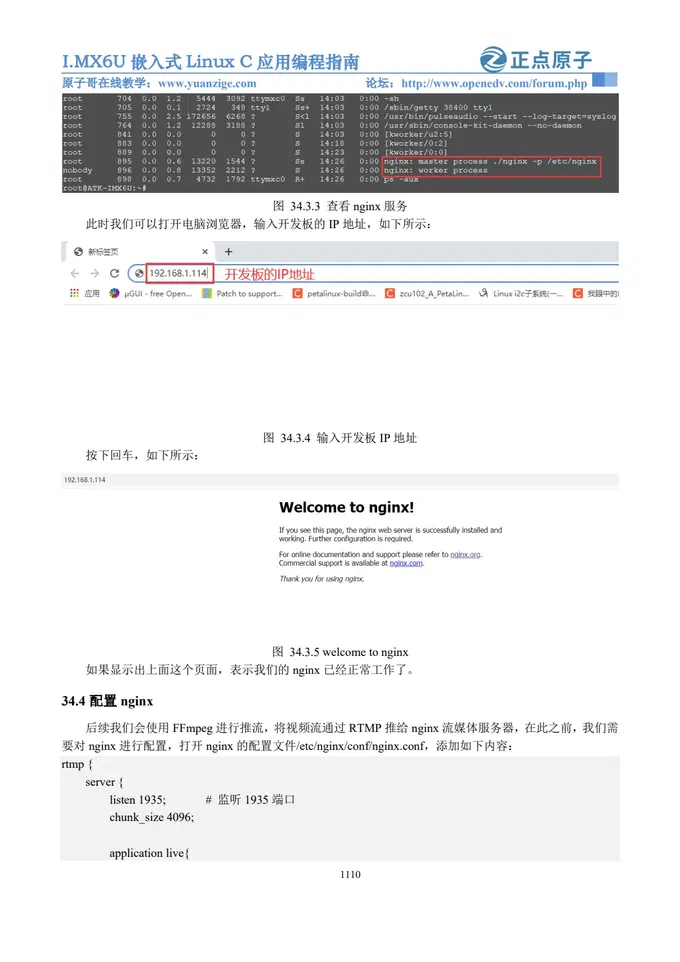 I.MX6U 嵌入式 Linux C 应用编程指南
正点原子
原子哥在线教学：www.yuanzige.com 论坛：http://www.openedv.com/forum.php
root 704 0.0 1.2 5444 3092 ttymxc0 Ss 14:03 0:00 -sh
root 705 0.0 0.1 2724 348 tty1 Ss+ 14:03 0:00 /sbin/getty 38400 tty1
root 755 0.0 2.5 172656 6268 ? S<l 14:03 0:00 /usr/bin/pulseaudio --start --log-target=syslog
root 764 0.0 1.2 12288 3188 ? Sl 14:03 0:00 /usr/sbin/console-kit-daemon --no-daemon
root 841 0.0 0.0 0 0 ? S 14:03 0:00 [kworker/u2:5]
root 883 0.0 0.0 0 0 ? S 14:18 0:00 [kworker/0:2]
root 889 0.0 0.0 0 0 ? S 14:23 0:00 [kworker/0:0]
root 895 0.0 0.6 13220 1544 ? Ss 14:26 0:00 nginx: master process ./nginx -p /etc/nginx
nobody 896 0.0 0.8 13352 2212 ? S 14:26 0:00 nginx: worker process
root 898 0.0 0.7 4732 1792 ttymxc0 R+ 14:26 0:00 ps -aux
root@ATK-IMX6U:~#
图 34.3.3 查看 nginx 服务
此时我们可以打开电脑浏览器，输入开发板的 IP 地址，如下所示：
新标签页 × +
192.168.1.114 开发板的IP地址
应用 μGUI - free Open... Patch to support... petalinux-build命... zcu102_A_PetaLin... Linux i2c子系统(一... 我眼中的
图 34.3.4 输入开发板 IP 地址
按下回车，如下所示：
192.168.1.114
Welcome to nginx!
If you see this page, the nginx web server is successfully installed and
working. Further configuration is required.
For online documentation and support please refer to nginx.org.
Commercial support is available at nginx.com.
Thank you for using nginx.
图 34.3.5 welcome to nginx
如果显示出上面这个页面，表示我们的 nginx 已经正常工作了。
34.4 配置 nginx
后续我们会使用 FFmpeg 进行推流，将视频流通过 RTMP 推给 nginx 流媒体服务器，在此之前，我们需
要对 nginx 进行配置，打开 nginx 的配置文件/etc/nginx/conf/nginx.conf，添加如下内容：
rtmp {
server {
listen 1935; # 监听 1935 端口
chunk_size 4096;
application live{
1110